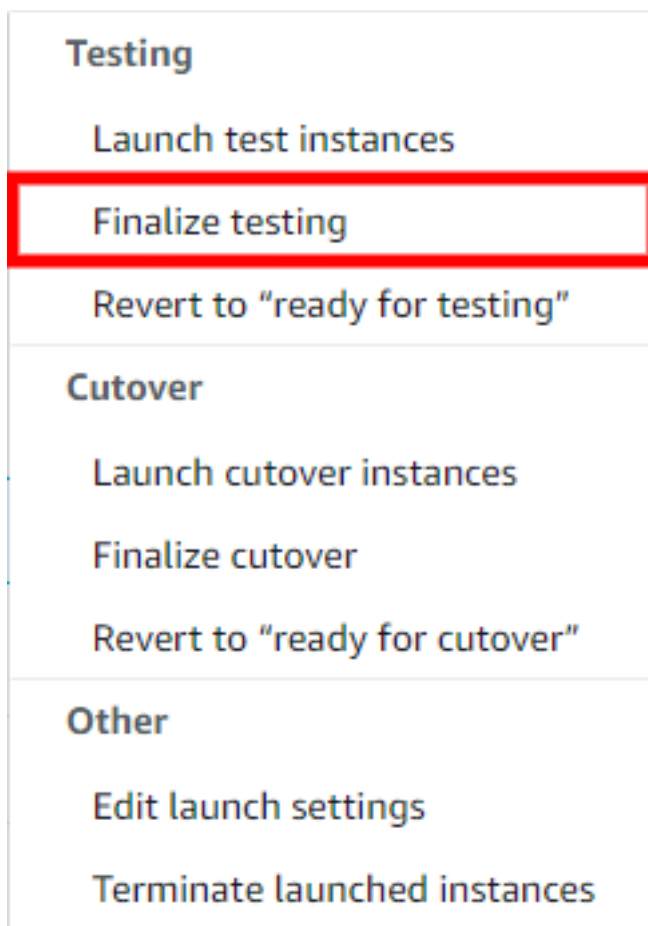 Testing
Launch test instances
Finalize testing
Revert to “ready for testing”
Cutover
Launch cutover instances
Finalize cutover
Revert to “ready for cutover”
Other
Edit launch settings
Terminate launched instances